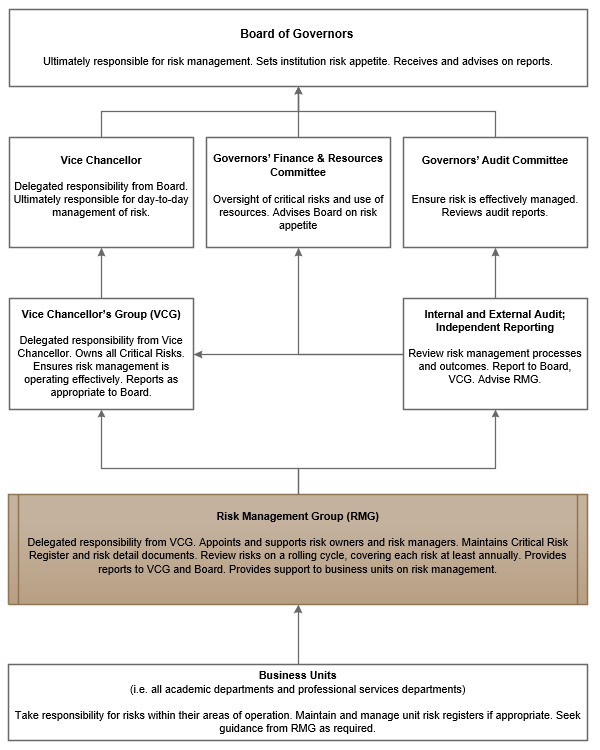 Board of Governors
Ultimately responsible for risk management. Sets institution risk appetite. Receives and advises on reports.
Vice Chancellor
Delegated responsibility from Board.
Ultimately responsible for day-to-day
management of risk.
Governors' Finance & Resources
Committee
Oversight of critical risks and use of
resources. Advises Board on risk
appetite
Governors' Audit Committee
Ensure risk is effectively managed.
Reviews audit reports.
Vice Chancellor's Group (VCG)
Delegated responsibility from Vice
Chancellor. Owns all Critical Risks.
Ensures risk management is
operating effectively. Reports as
appropriate to Board.
Internal and External Audit;
Independent Reporting
Review risk management processes
and outcomes. Report to Board,
VCG. Advise RMG.
Risk Management Group (RMG)
Delegated responsibility from VCG. Appoints and supports risk owners and risk managers. Maintains Critical Risk
Register and risk detail documents. Review risks on a rolling cycle, covering each risk at least annually. Provides
reports to VCG and Board. Provides support to business units on risk management.
Business Units
(i.e. all academic departments and professional services departments)
Take responsibility for risks within their areas of operation. Maintain and manage unit risk registers if appropriate. Seek
guidance from RMG as required.